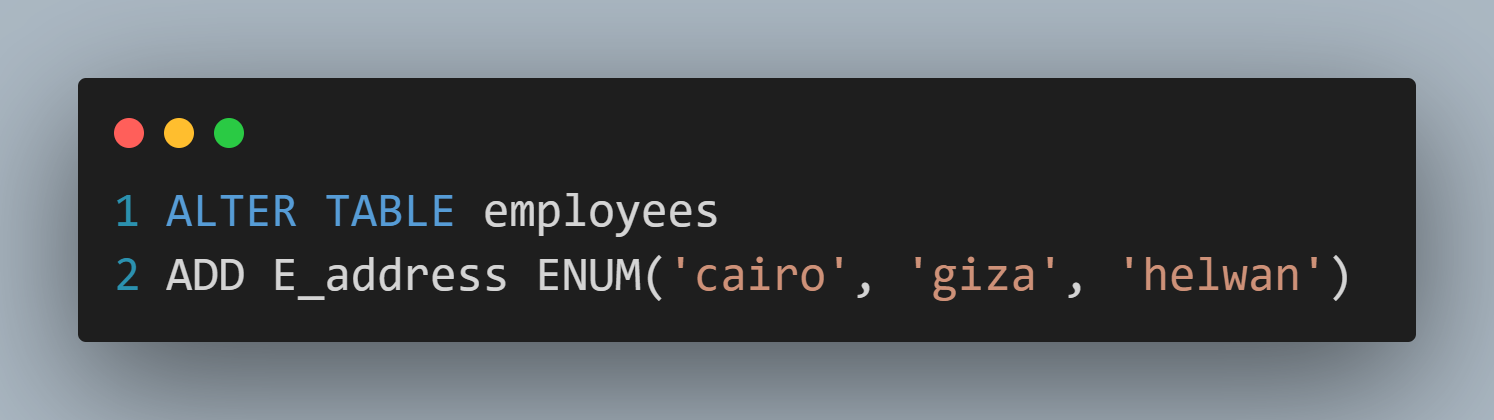 1 ALTER TABLE employees
2 ADD E_address ENUM('cairo', 'giza', 'helwan')